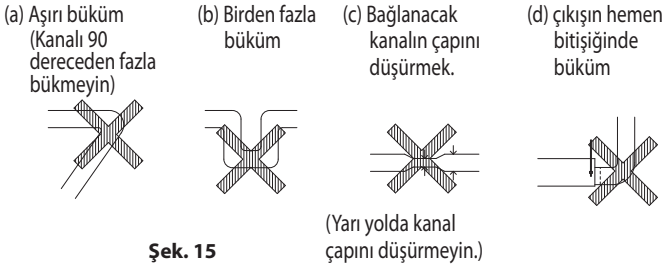 (a) Aşırı büküm
(Kanalı 90
dereceden fazla
bükmeyin)
(b) Birden fazla
büküm
(c) Bağlanacak
kanalın çapını
düşürmek.
(d) çıkışın hemen
bitişiğinde
büküm
(Yarı yolda kanal
çapını düşürmeyin.)
Şek. 15